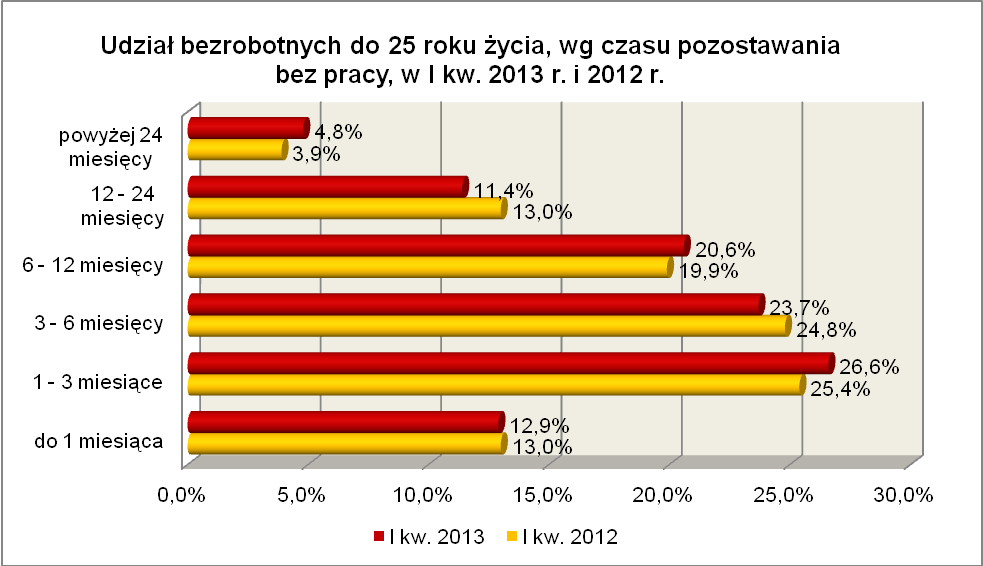 Udział bezrobotnych do 25 roku życia, wg czasu pozostawania
bez pracy, w I kw. 2013 r. i 2012 r.
powyżej 24
miesięcy
4,8%
3,9%
12 - 24
miesięcy
11,4%
13,0%
6 - 12 miesięcy
20,6%
19,9%
3 - 6 miesięcy
23,7%
24,8%
1 - 3 miesiące
26,6%
25,4%
do 1 miesiąca
12,9%
13,0%
0,0% 5,0% 10,0% 15,0% 20,0% 25,0% 30,0%
I kw. 2013 I kw. 2012